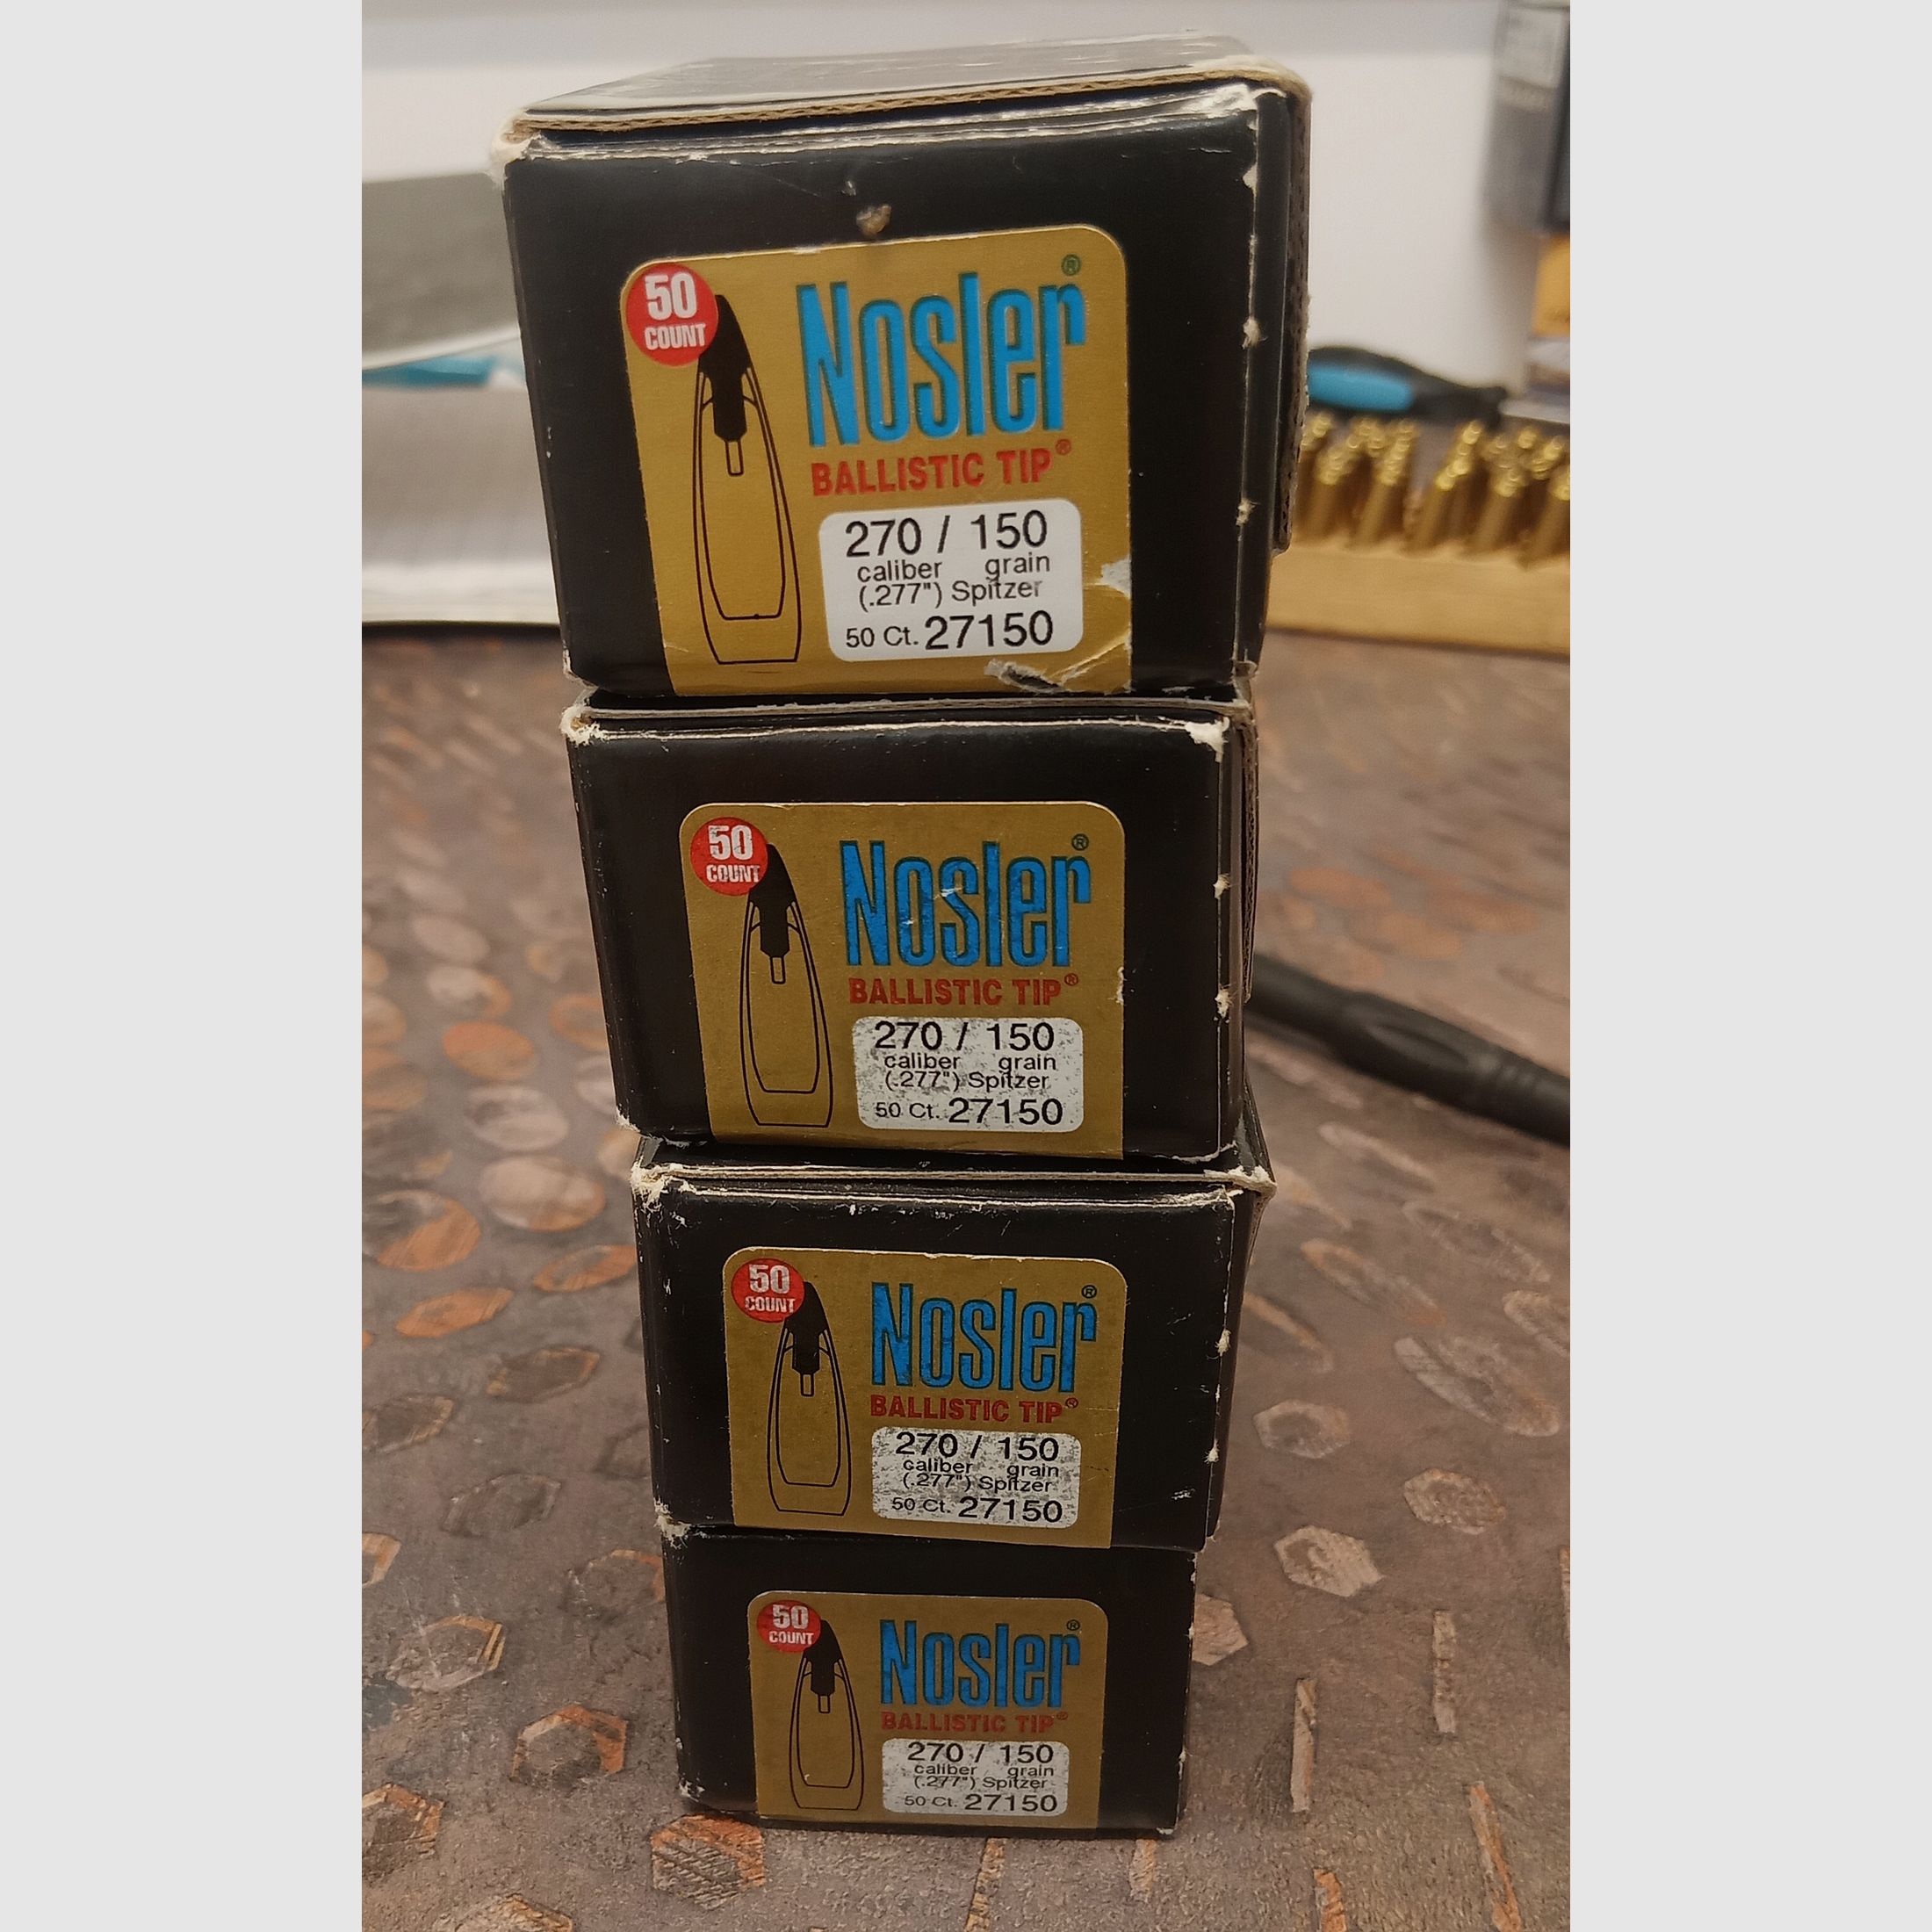 50
COUNT
Nosler®
BALLISTIC TIP®
270 / 150
caliber grain
(.277") Spitzer
50 Ct. 27150
50
COUNT
Nosler®
BALLISTIC TIP®
270 / 150
caliber grain
(.277") Spitzer
50 Ct. 27150
50
COUNT
Nosler®
BALLISTIC TIP®
270 / 150
caliber grain
(.277") Spitzer
50 Ct. 27150
50
COUNT
Nosler®
BALLISTIC TIP®
270 / 150
caliber grain
(.277") Spitzer
50 Ct. 27150